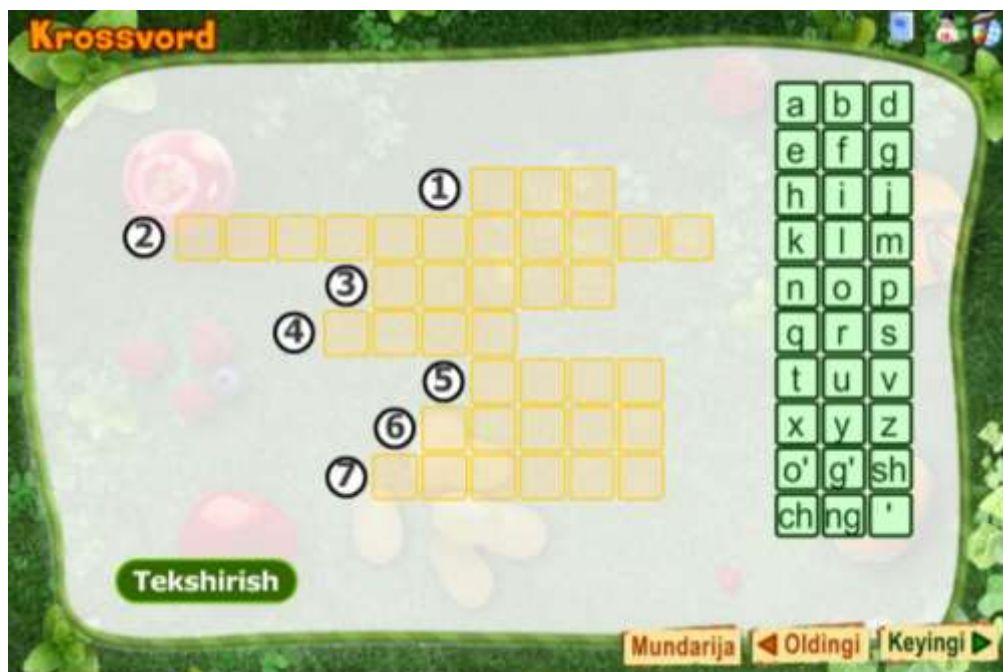 Krossvord
1
2
3
4
5
6
7
a b d
e f g
h i j
k l m
n o p
q r s
t u v
x y z
o' g' sh
ch ng '
Tekshirish
Mundarija Oldingi Keyingi